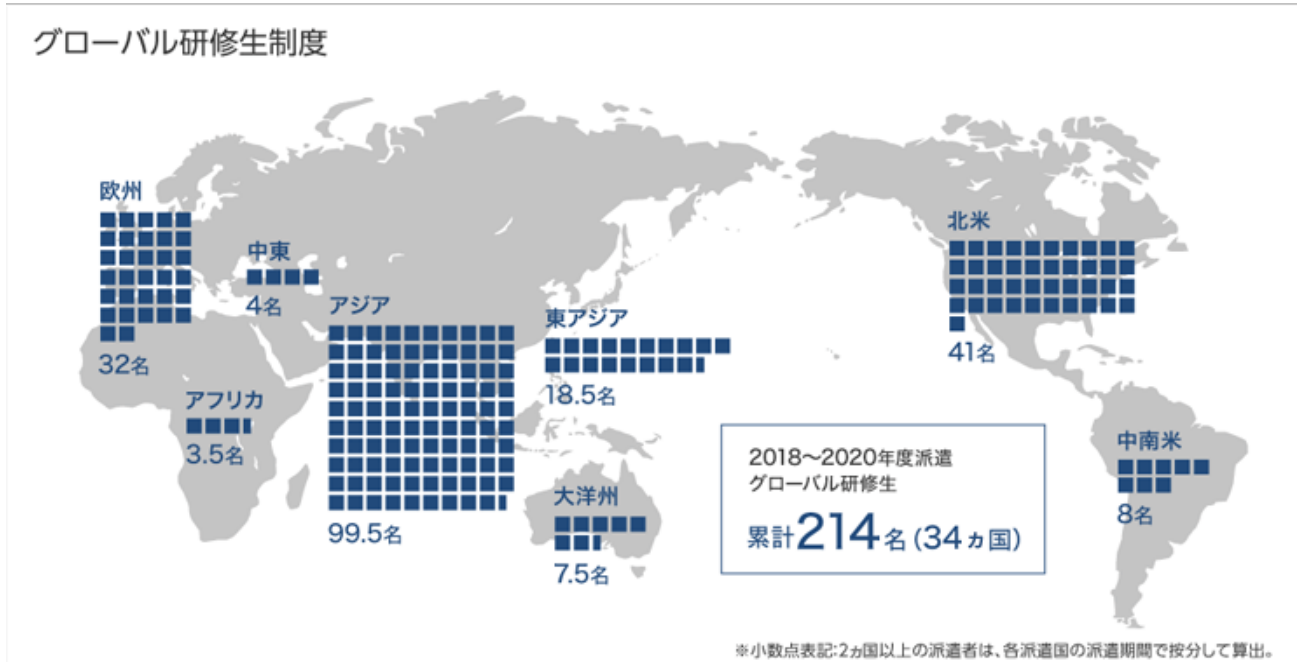 グローバル研修生制度
欧州
32名
中東
4名
アフリカ
3.5名
アジア
99.5名
東アジア
18.5名
大洋州
7.5名
北米
41名
中南米
8名
2018～2020年度派遣
グローバル研修生
累計214名(34ヵ国)
※小数点表記:2ヵ国以上の派遣者は、各派遣国の派遣期間で按分して算出。